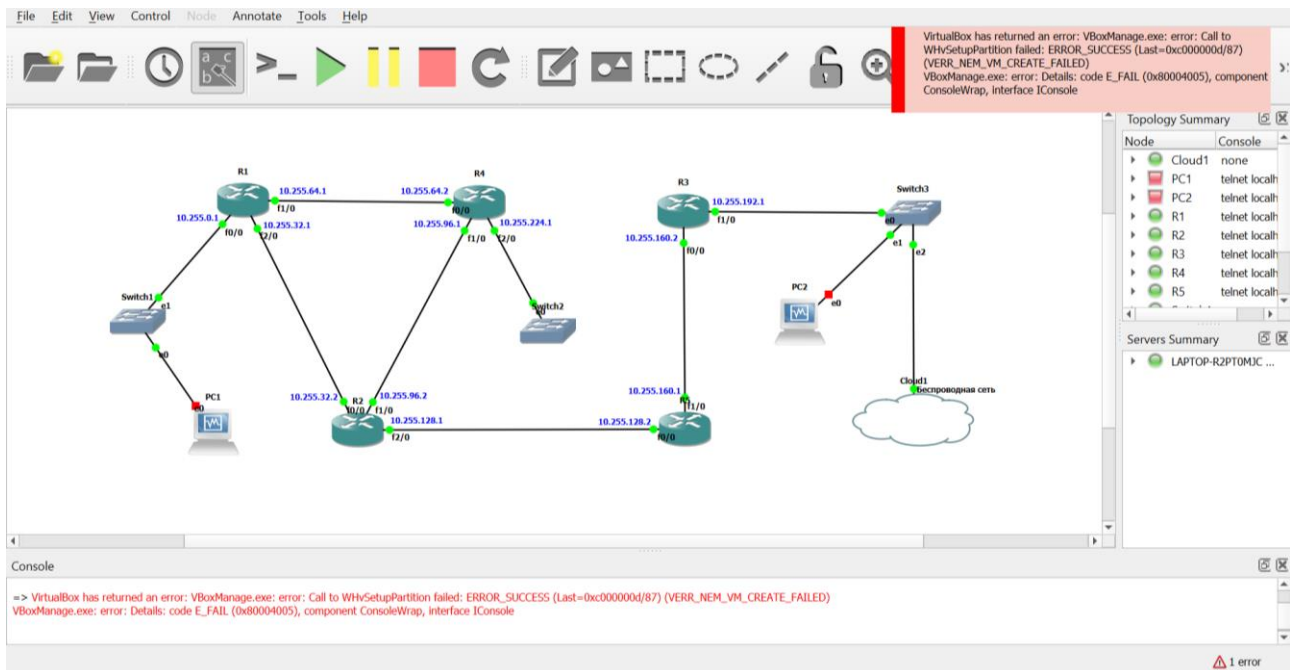 File Edit View Control Node Annotate Tools Help
VirtualBox has returned an error: VBoxManage.exe: error: Call to
WHvSetupPartition failed: ERROR_SUCCESS (Last=0xc000000d/87)
(VERR_NEM_VM_CREATE_FAILED)
VBoxManage.exe: error: Details: code E_FAIL (0x80004005), component
ConsoleWrap, interface IConsole
Topology Summary
Node Console
Cloud1 none
PC1 telnet localh
PC2 telnet localh
R1 telnet localh
R2 telnet localh
R3 telnet localh
R4 telnet localh
R5 telnet localh
Servers Summary
LAPTOP-R2PT0MJC ...
R1
10.255.64.1
f1/0
10.255.0.1
f0/0
10.255.32.1
f2/0
R4
10.255.64.2
f0/0
10.255.96.1
f1/0
10.255.224.1
f2/0
R3
10.255.192.1
f1/0
10.255.160.2
f0/0
Switch3
e0
e1
e2
Switch1
e1
e0
Switch2
e0
PC2
e0
PC1
e0
10.255.32.2
R2
f0/0
10.255.96.2
f1/0
10.255.128.1
f2/0
10.255.160.1
f1/0
10.255.128.2
f0/0
Cloud1
беспроводная сеть
Console
=> VirtualBox has returned an error: VBoxManage.exe: error: Call to WHvSetupPartition failed: ERROR_SUCCESS (Last=0xc000000d/87) (VERR_NEM_VM_CREATE_FAILED)
VBoxManage.exe: error: Details: code E_FAIL (0x80004005), component ConsoleWrap, interface IConsole
1 error